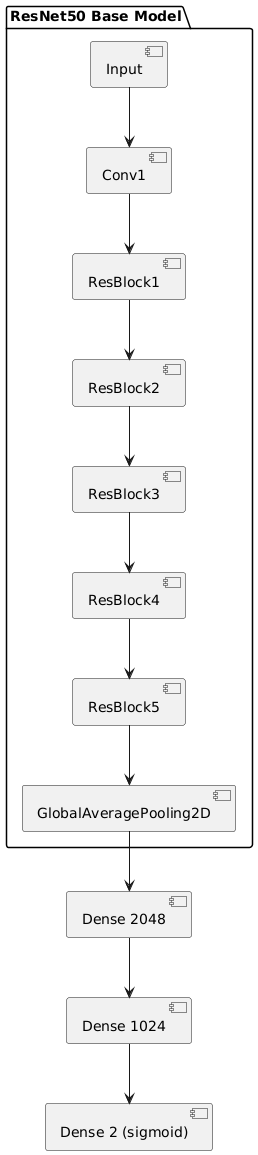 ResNet50 Base Model
Input
Conv1
ResBlock1
ResBlock2
ResBlock3
ResBlock4
ResBlock5
GlobalAveragePooling2D
Dense 2048
Dense 1024
Dense 2 (sigmoid)